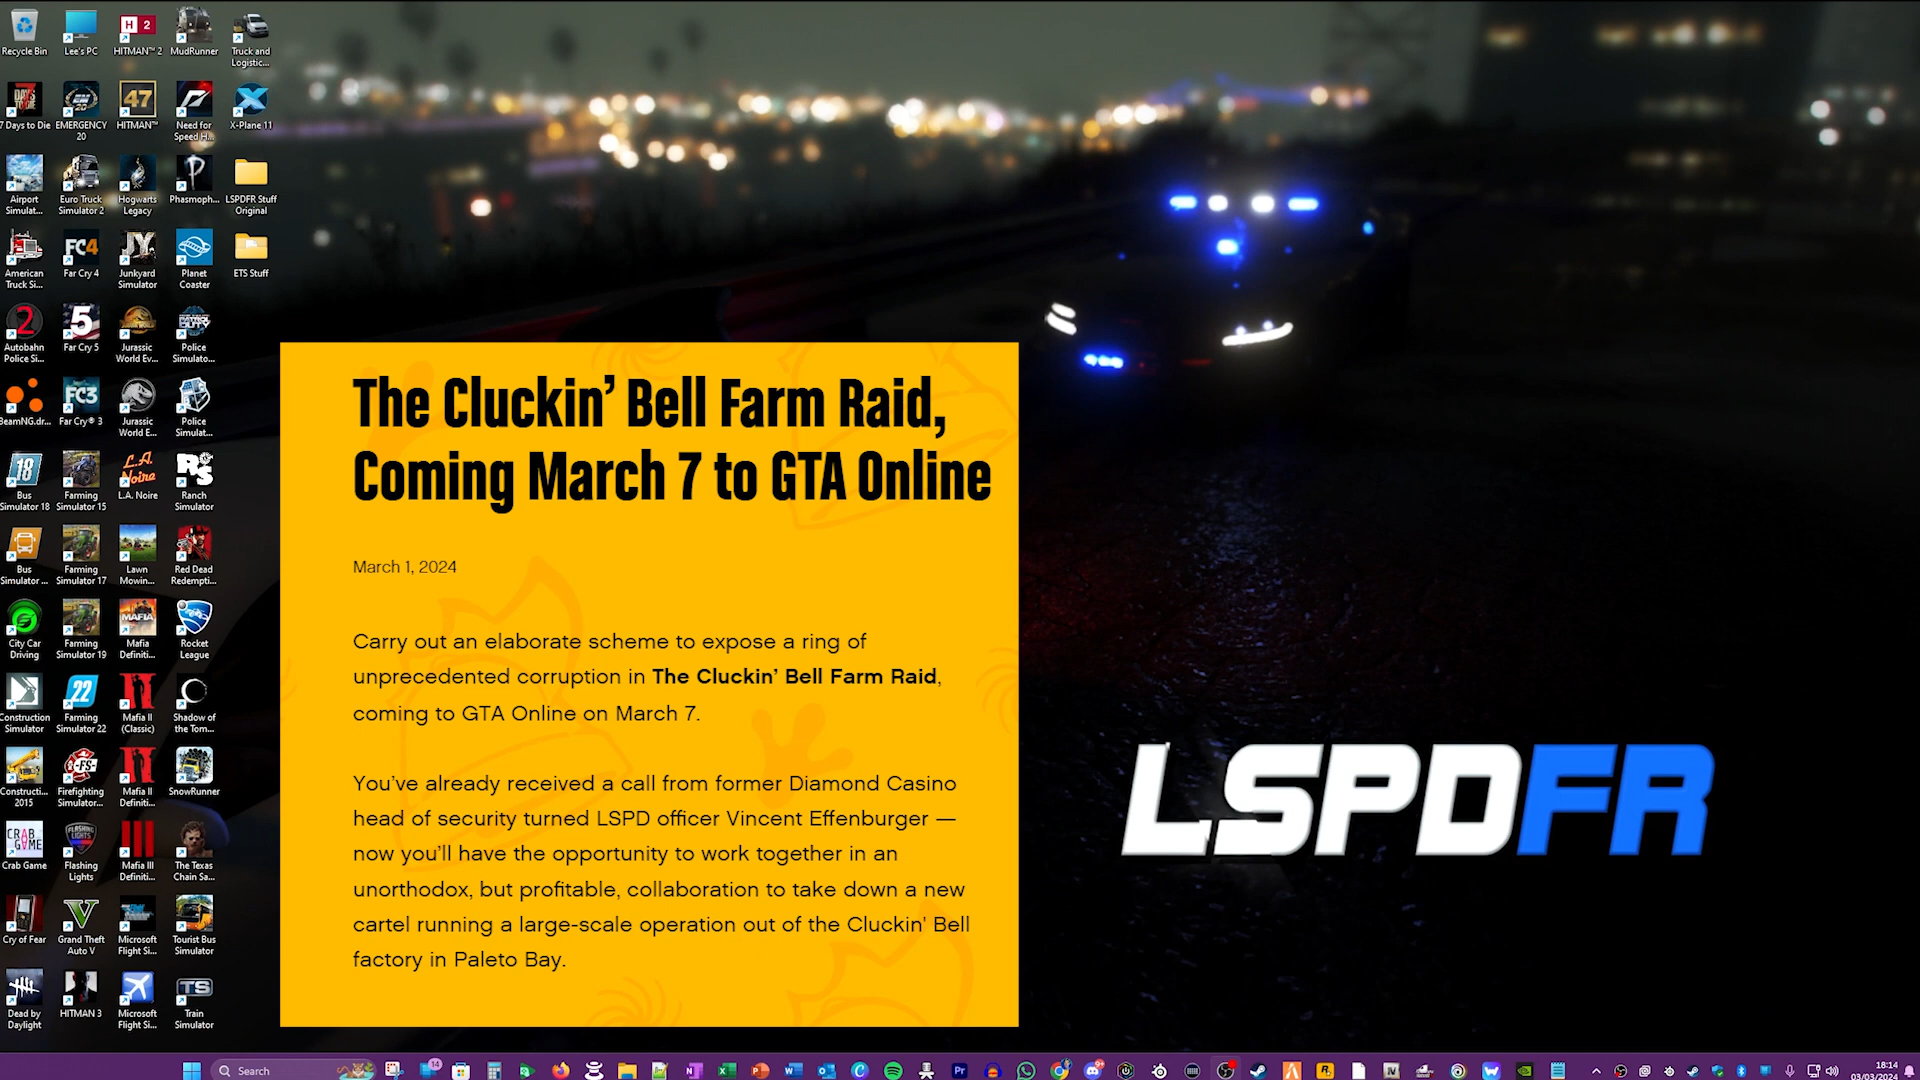 Recycle Bin
Lee's PC
HITMAN™ 2
MudRunner
Truck and
Logistic...
7 Days to Die
EMERGENCY
20
HITMAN™
Need for
Speed H...
X-Plane 11
Airport
Simulat...
Euro Truck
Simulator 2
Hogwarts
Legacy
Phasmoph...
LSPDFR Stuff
Original
American
Truck Si...
Far Cry 4
Junkyard
Simulator
Planet
Coaster
ETS Stuff
Autobahn
Police Si...
Far Cry 5
Jurassic
World Ev...
Police
Simulato...
BeamNG.dr...
Far Cry® 3
Jurassic
World E...
Police
Simulat...
Bus
Simulator 18
Farming
Simulator 15
L.A. Noire
Ranch
Simulator
Bus
Simulator ...
Farming
Simulator 17
Lawn
Mowin...
Red Dead
Redempti...
City Car
Driving
Farming
Simulator 19
Mafia
Definiti...
Rocket
League
Construction
Simulator
Farming
Simulator 22
Mafia II
(Classic)
Shadow of
the Tom...
Constructi...
2015
Firefighting
Simulator...
Mafia II
Definiti...
SnowRunner
Crab Game
Flashing
Lights
Mafia III
Definiti...
The Texas
Chain Sa...
Cry of Fear
Grand Theft
Auto V
Microsoft
Flight Si...
Tourist Bus
Simulator
Dead by
Daylight
HITMAN 3
Microsoft
Flight Si...
Train
Simulator
The Cluckin’ Bell Farm Raid,
Coming March 7 to GTA Online
March 1, 2024
Carry out an elaborate scheme to expose a ring of
unprecedented corruption in The Cluckin’ Bell Farm Raid,
coming to GTA Online on March 7.
You’ve already received a call from former Diamond Casino
head of security turned LSPD officer Vincent Effenburger —
now you’ll have the opportunity to work together in an
unorthodox, but profitable, collaboration to take down a new
cartel running a large-scale operation out of the Cluckin' Bell
factory in Paleto Bay.
LSPDFR
Search
18:14
03/03/2024